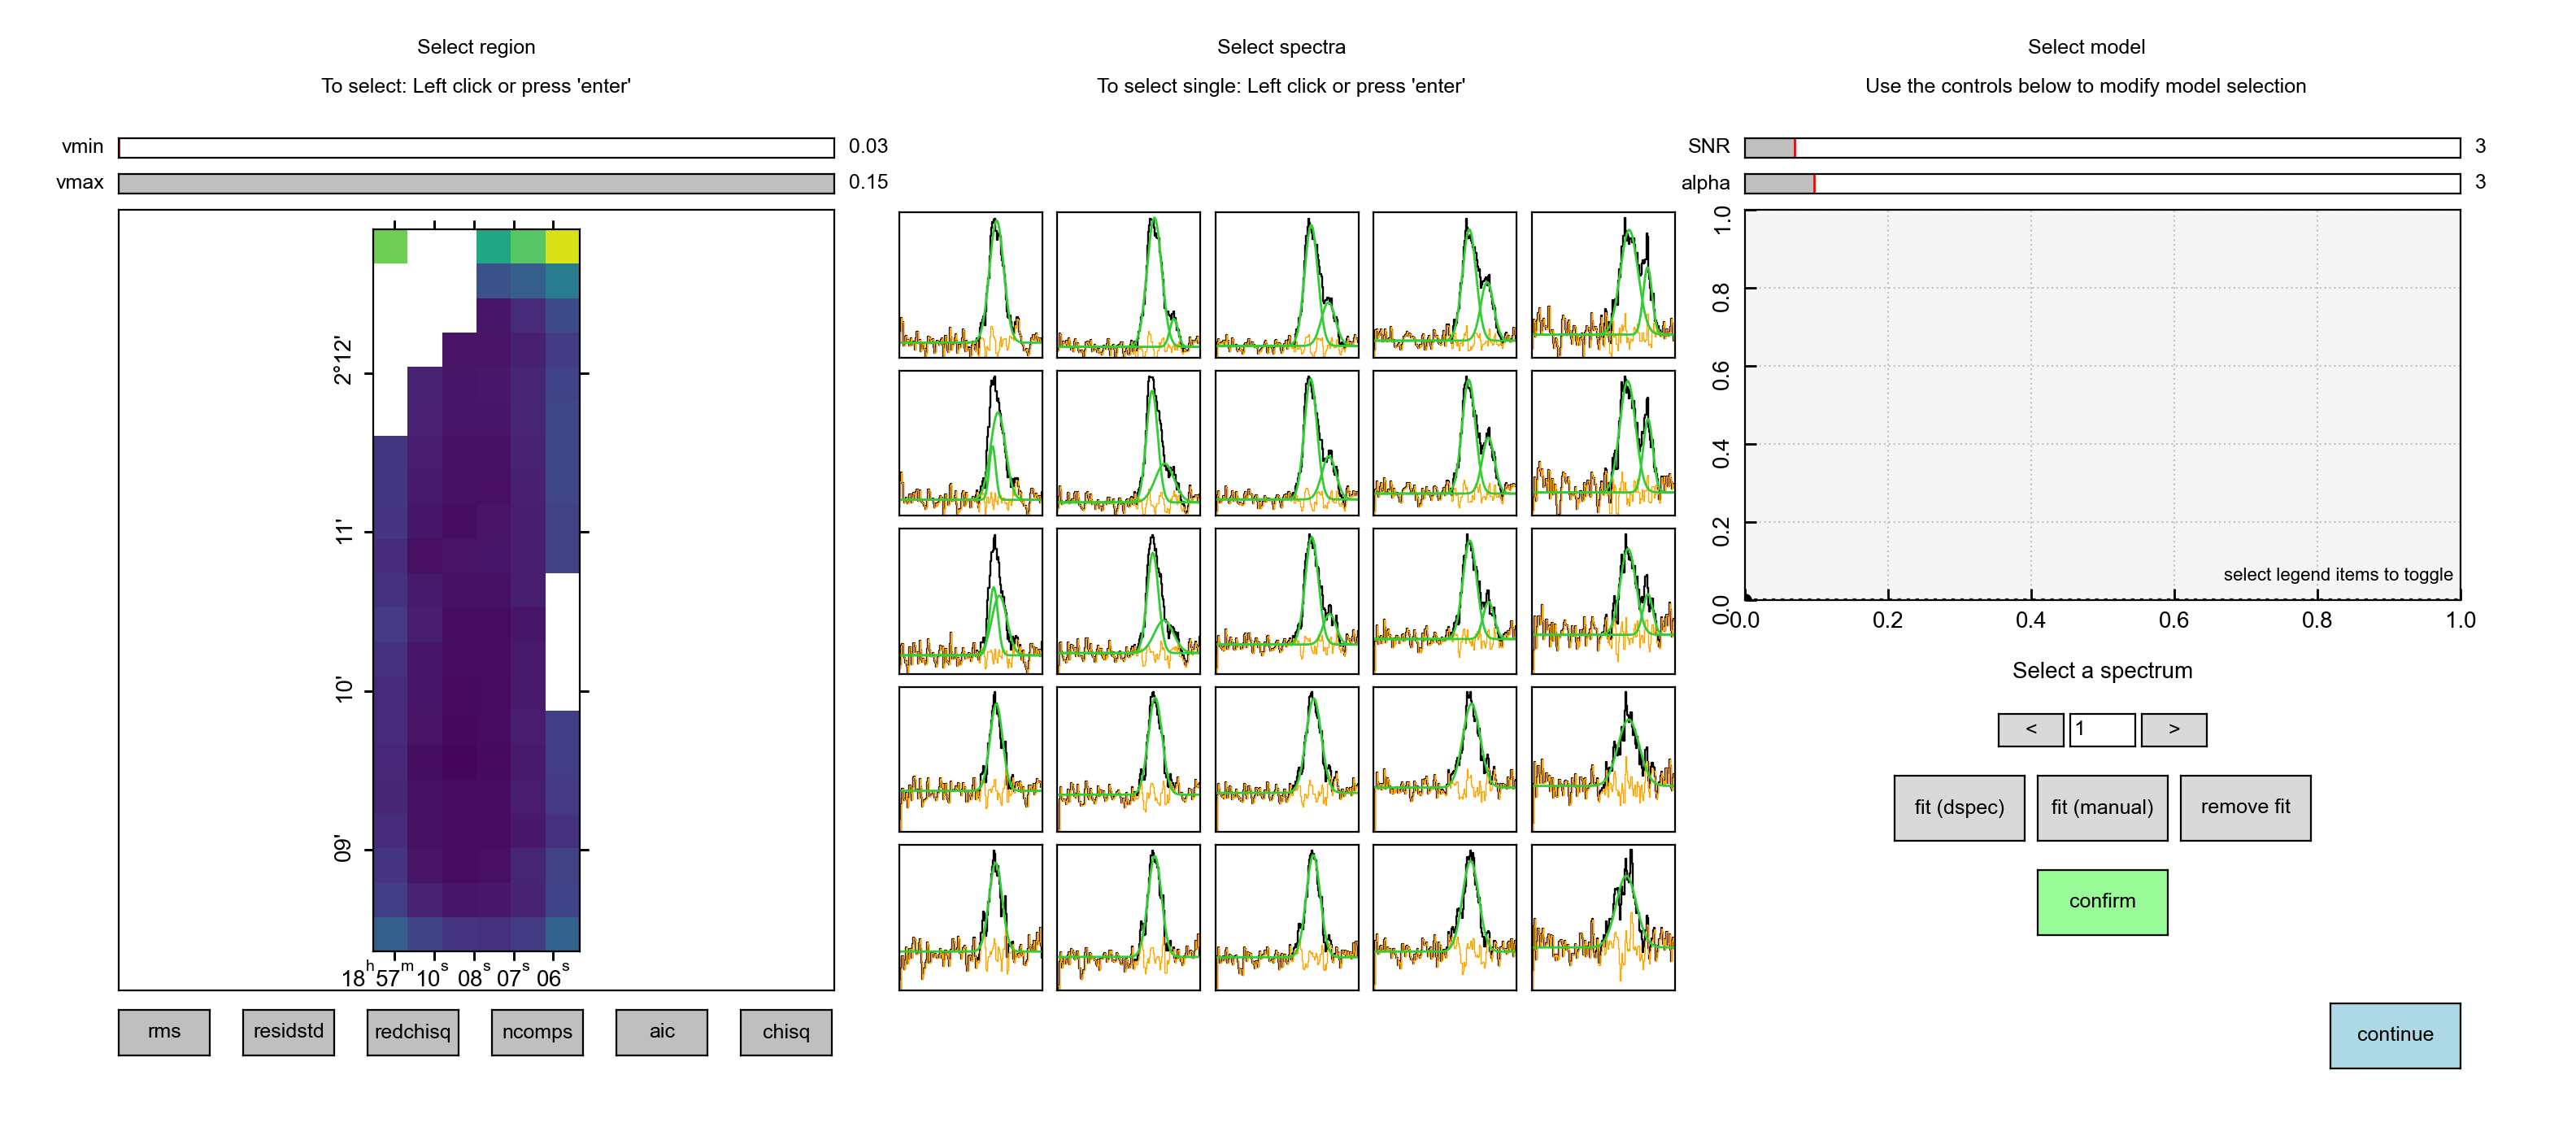 Select region
To select: Left click or press 'enter'
vmin 0.03
vmax 0.15
2°12'
11'
10'
09'
18h57m10s 08s 07s 06s
rms residstd redchisq ncomps aic chisq
Select spectra
To select single: Left click or press 'enter'
Select model
Use the controls below to modify model selection
SNR 3
alpha 3
1.0
0.8
0.6
0.4
0.2
0.0
select legend items to toggle
0.0 0.2 0.4 0.6 0.8 1.0
Select a spectrum
< 1 >
fit (dspec) fit (manual) remove fit
confirm
continue